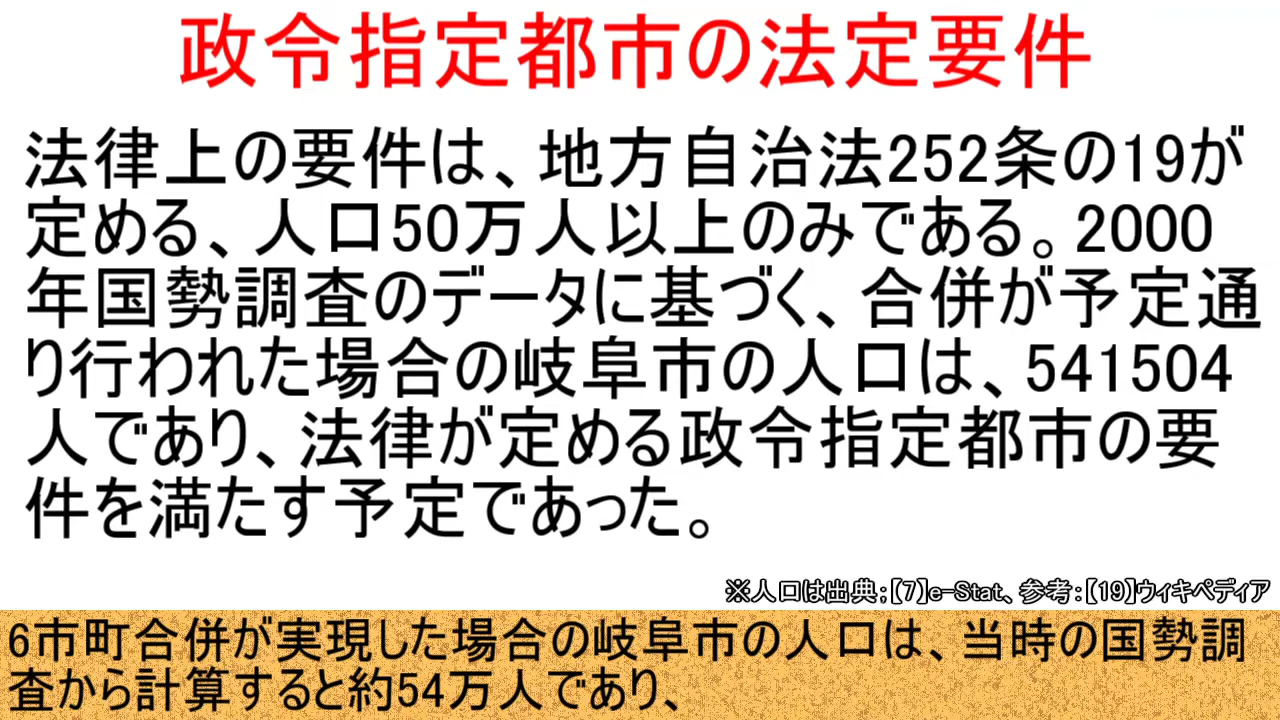 政令指定都市の法定要件
法律上の要件は、地方自治法252条の19が
定める、人口50万人以上のみである。2000
年国勢調査のデータに基づく、合併が予定通
り行われた場合の岐阜市の人口は、541504
人であり、法律が定める政令指定都市の要
件を満たす予定であった。
※人口は出典;【7】e-Stat、参考:【19】ウィキペディア
6市町合併が実現した場合の岐阜市の人口は、当時の国勢調
査から計算すると約54万人であり、